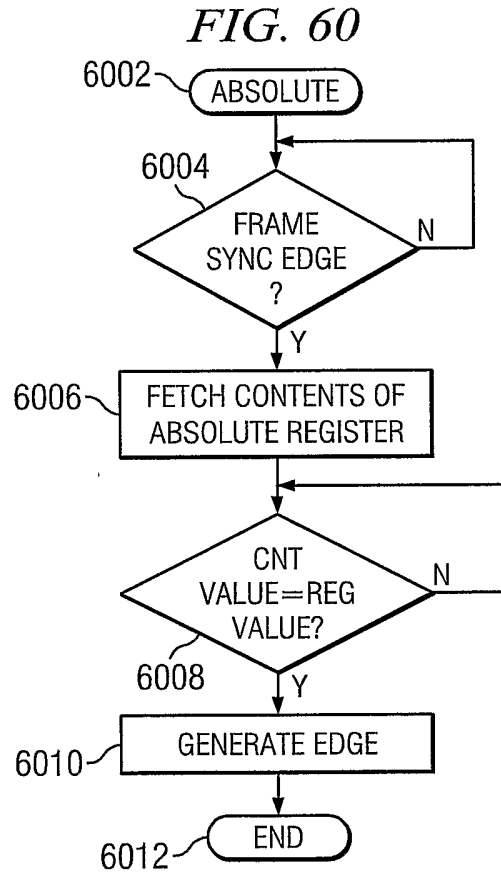 FIG. 60
6002
ABSOLUTE
6004
FRAME
SYNC EDGE
?
N
Y
6006
FETCH CONTENTS OF
ABSOLUTE REGISTER
CNT
VALUE=REG
VALUE?
N
6008
Y
6010
GENERATE EDGE
6012
END